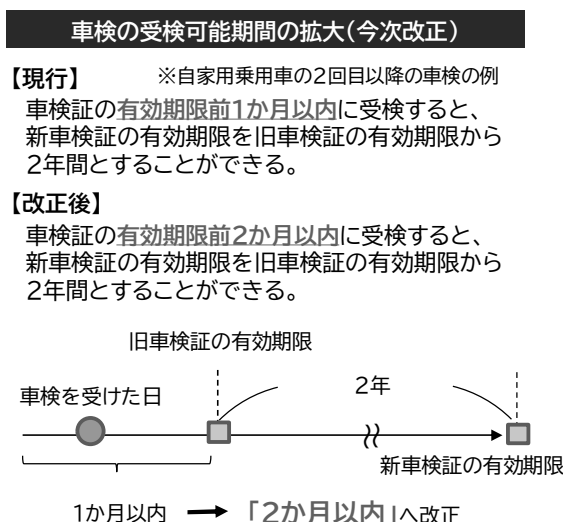 車検の受検可能期間の拡大(今次改正)
【現行】 ※自家用乗用車の2回目以降の車検の例
車検証の有効期限前1か月以内に受検すると、
新車検証の有効期限を旧車検証の有効期限から
2年間とすることができる。
【改正後】
車検証の有効期限前2か月以内に受検すると、
新車検証の有効期限を旧車検証の有効期限から
2年間とすることができる。
旧車検証の有効期限
車検を受けた日
2年
新車検証の有効期限
1か月以内 → 「2か月以内」へ改正